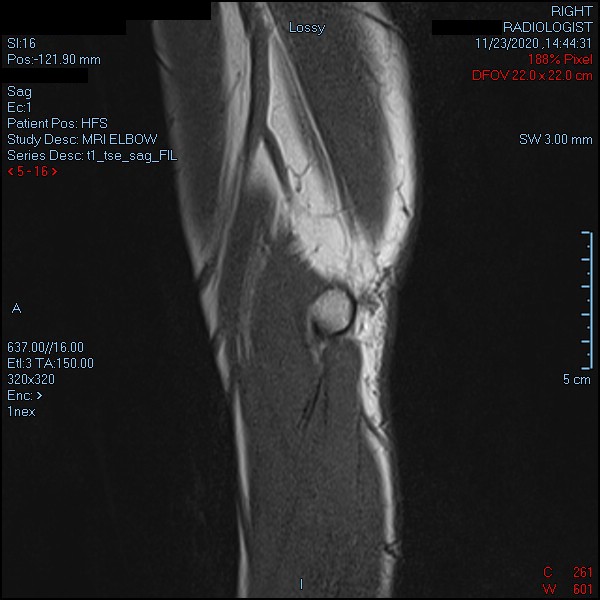 Lossy
SI:16
Pos:-121.90 mm
Sag
Ec:1
Patient Pos: HFS
Study Desc: MRI ELBOW
Series Desc: t1_tse_sag_FIL
< 5 - 16 >
RIGHT
RADIOLOGIST
11/23/2020 ,14:44:31
188% Pixel
DFOV 22.0 x 22.0 cm
SW 3.00 mm
A
637.00//16.00
Etl:3 TA:150.00
320x320
Enc: >
1nex
5 cm
I
C 261
W 601